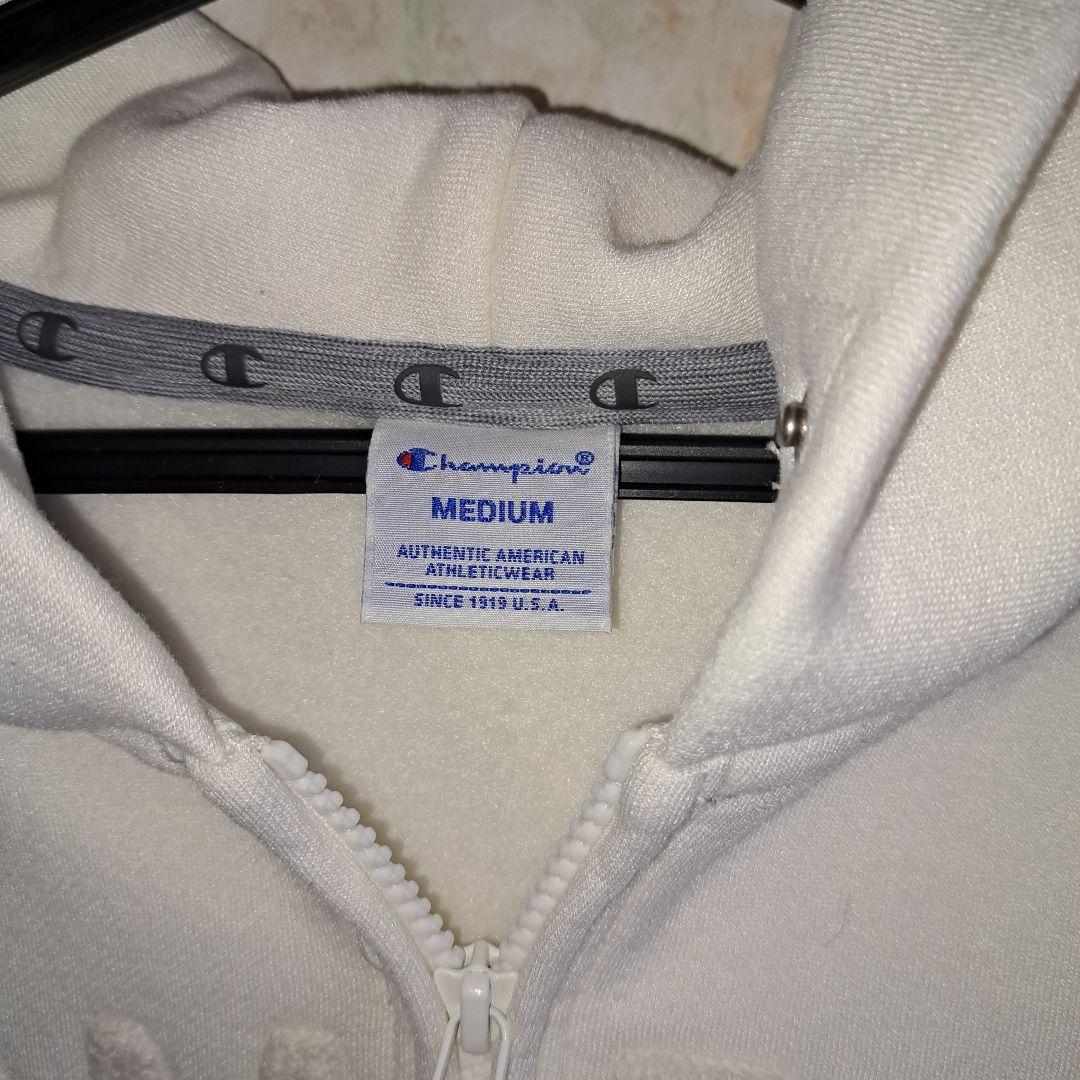 Champion®
MEDIUM
AUTHENTIC AMERICAN
ATHLETICWEAR
SINCE 1919 U.S.A.